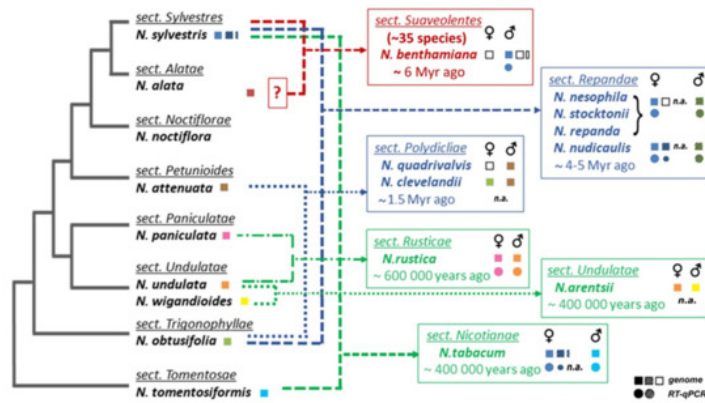 sect. Sylvestres
N. sylvestris
sect. Alatae
N. alata
?
sect. Noctiflorae
N. noctiflora
sect. Petunioides
N. attenuata
sect. Paniculatae
N. paniculata
sect. Undulatae
N. undulata
N. wigandioides
sect. Trigonophyllae
N. obtusifolia
sect. Tomentosae
N. tomentosiformis
sect. Suaveolentes ♀ ♂
(~35 species)
N. benthamiana
~ 6 Myr ago
sect. Repandae ♀ ♂
N. nesophila
n.a.
N. stocktonii
N. repanda
N. nudicaulis n.a.
~ 4-5 Myr ago
sect. Polydicliae ♀ ♂
N. quadrivalvis
N. clevelandii
~1.5 Myr ago n.a.
sect. Rusticae ♀ ♂
N.rustica
~ 600 000 years ago
sect. Undulatae ♀ ♂
N.arentsii
~ 400 000 years ago n.a.
sect. Nicotianae ♀ ♂
N.tabacum
~ 400 000 years ago n.a.
genome
RT-qPCR